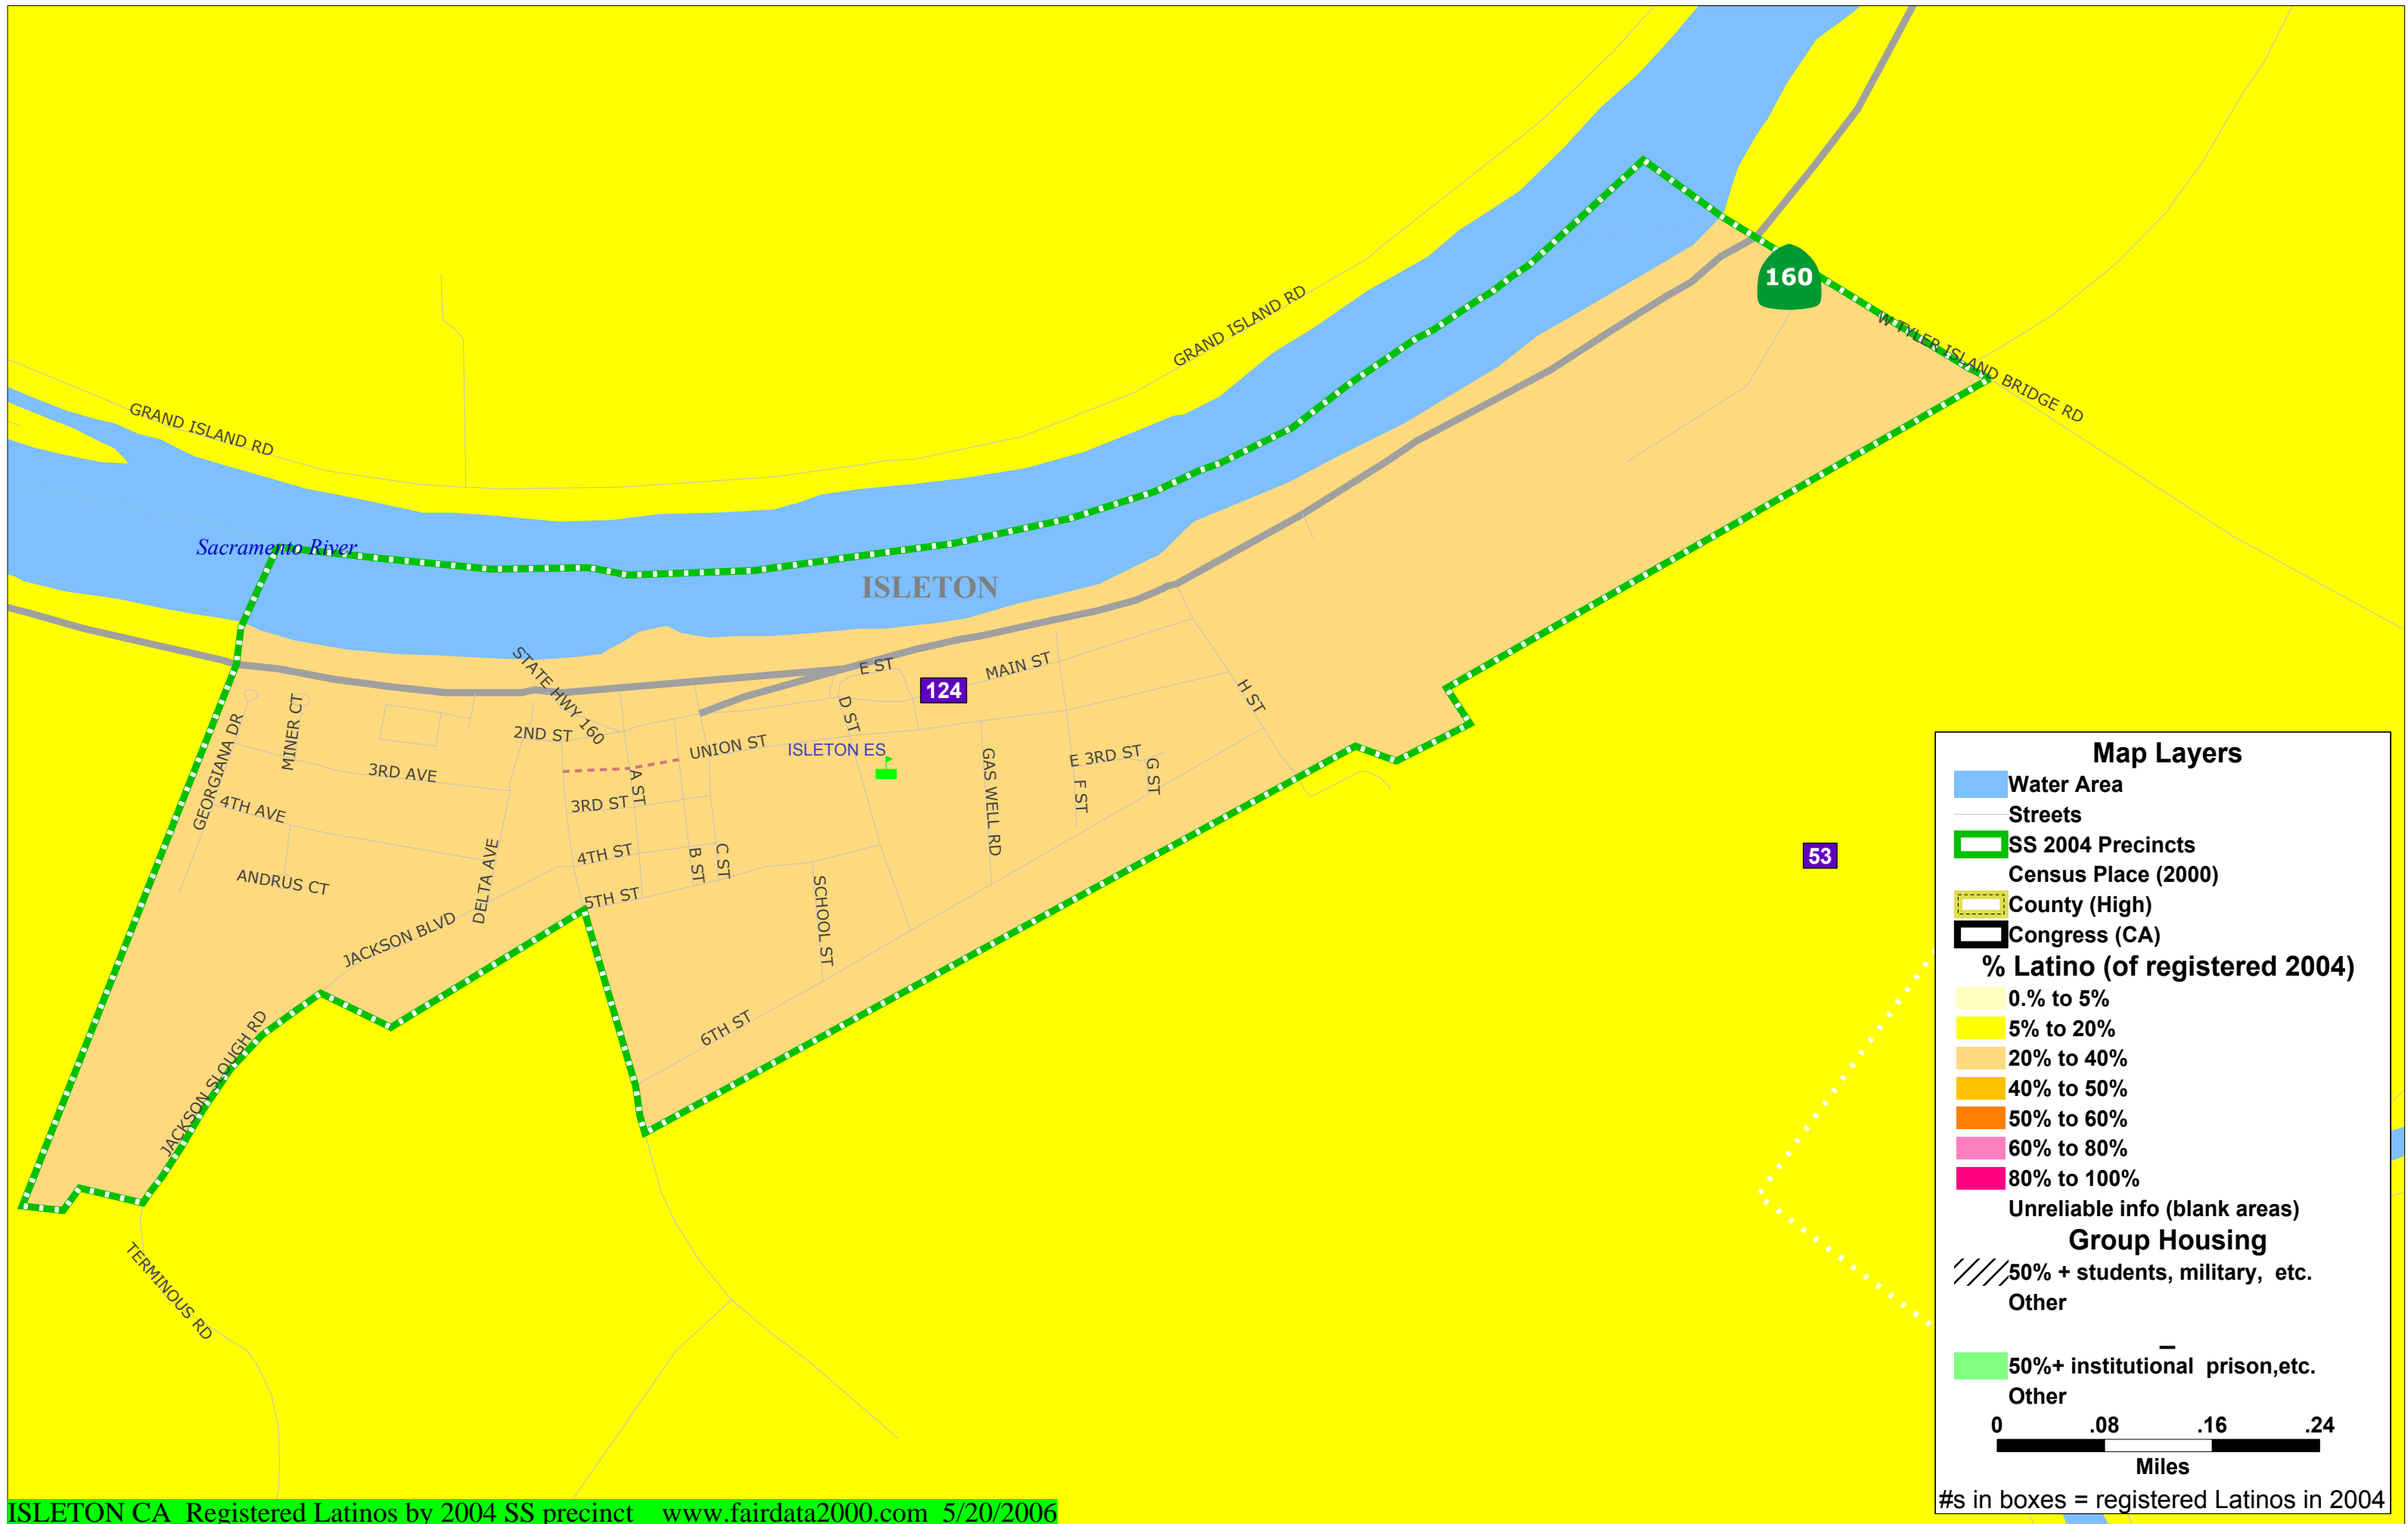 160
GRAND ISLAND RD
W TYLER ISLAND BRIDGE RD
GRAND ISLAND RD
Sacramento River
ISLETON
STATE HWY 160
E ST
MAIN ST
124
H ST
D ST
MINER CT
GEORGIANA DR
2ND ST
UNION ST
ISLETON ES
3RD AVE
A ST
GAS WELL RD
E 3RD ST
G ST
F ST
4TH AVE
3RD ST
4TH ST
B ST
C ST
ANDRUS CT
DELTA AVE
5TH ST
SCHOOL ST
JACKSON BLVD
6TH ST
JACKSON SLOUGH RD
TERMINOUS RD
53
Map Layers
Water Area
Streets
SS 2004 Precincts
Census Place (2000)
County (High)
Congress (CA)
% Latino (of registered 2004)
0.% to 5%
5% to 20%
20% to 40%
40% to 50%
50% to 60%
60% to 80%
80% to 100%
Unreliable info (blank areas)
Group Housing
50% + students, military, etc.
Other
50%+ institutional prison,etc.
Other
0 .08 .16 .24
Miles
#s in boxes = registered Latinos in 2004
ISLETON CA Registered Latinos by 2004 SS precinct www.fairdata2000.com 5/20/2006